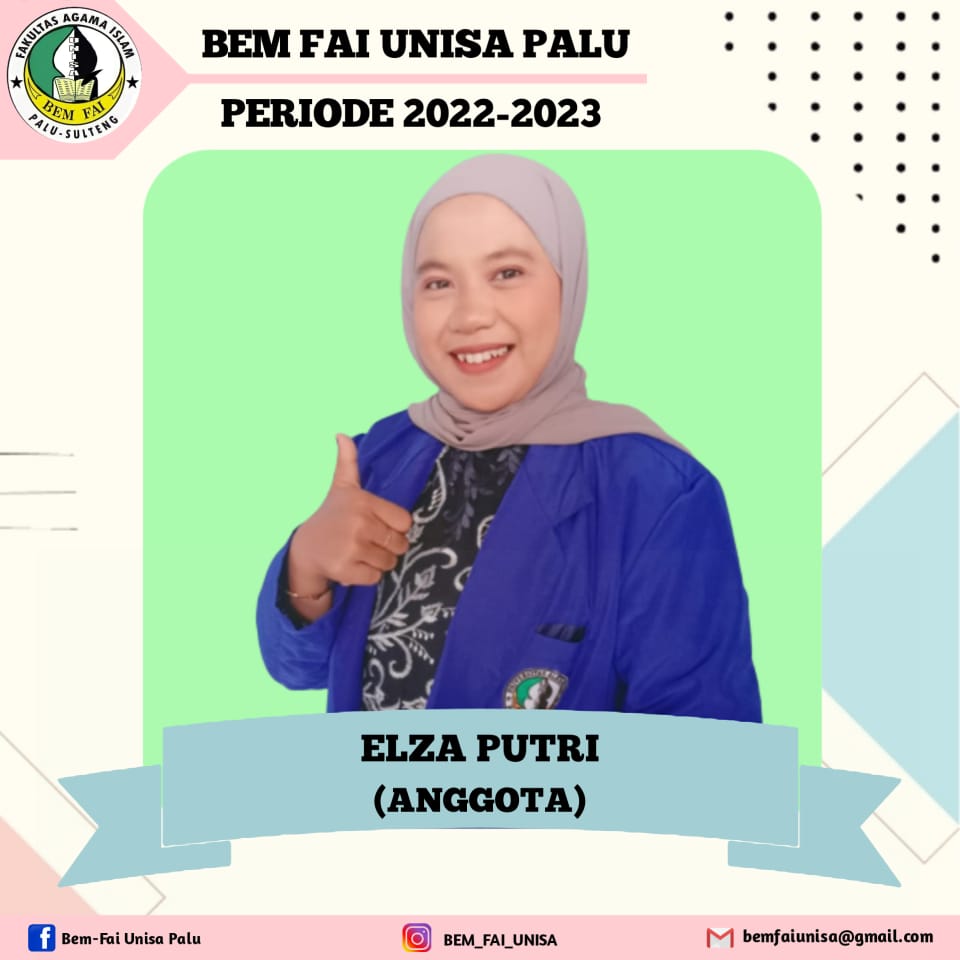 FAKULTAS AGAMA ISLAM
BEM FAI
PALU-SULTENG
BEM FAI UNISA PALU
PERIODE 2022-2023
ELZA PUTRI
(ANGGOTA)
Bem-Fai Unisa Palu
BEM_FAI_UNISA
bemfaiunisa@gmail.com